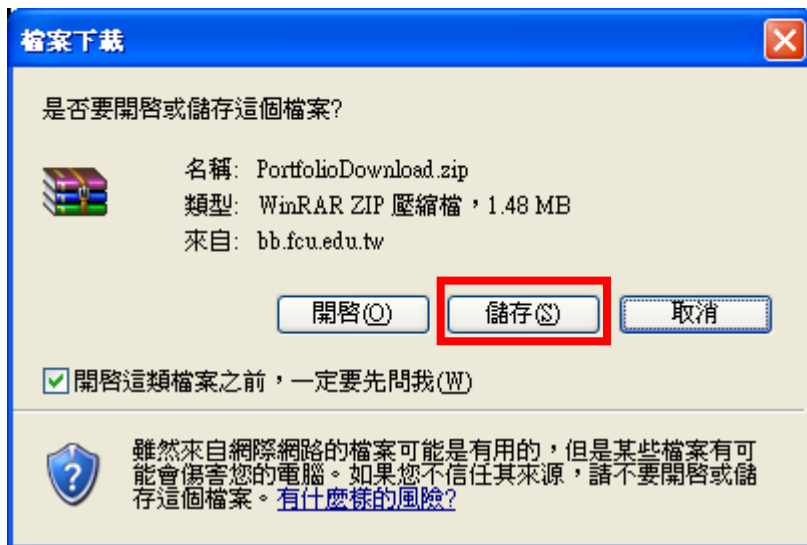 檔案下載
是否要開啓或儲存這個檔案?
名稱: PortfolioDownload.zip
類型: WinRAR ZIP 壓縮檔，1.48 MB
來自: bb.fcu.edu.tw
開啓(O) 儲存(S) 取消
開啓這類檔案之前，一定要先問我(W)
雖然來自網際網路的檔案可能是有用的，但是某些檔案有可
能會傷害您的電腦。如果您不信任其來源，請不要開啓或儲
存這個檔案。有什麼樣的風險?